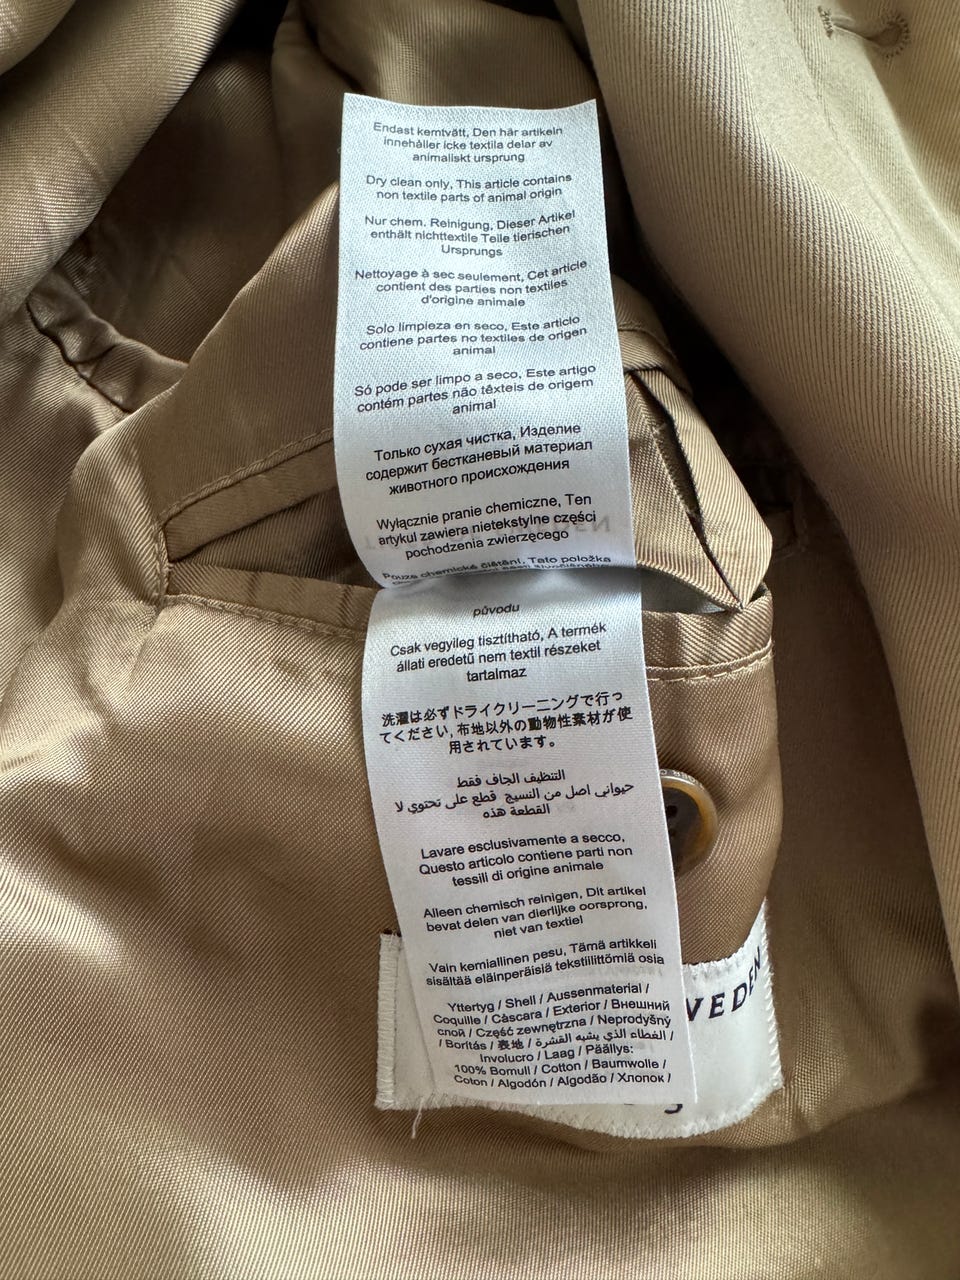 Endast kemtvätt, Den här artikeln
innehåller icke textila delar av
animaliskt ursprung
Dry clean only, This article contains
non textile parts of animal origin
Nur chem. Reinigung, Dieser Artikel
enthält nichttextile Teile tierischen
Ursprungs
Nettoyage à sec seulement, Cet article
contient des parties non textiles
d'origine animale
Solo limpieza en seco, Este articlo
contiene partes no textiles de origen
animal
Só pode ser limpo a seco, Este artigo
contém partes não têxteis de origem
animal
Только сухая чистка, Изделие
содержит бестканевый материал
животного происхождения
Wyłącznie pranie chemiczne, Ten
artykuł zawiera nietekstylne części
pochodzenia zwierzęcego
Pouze chemické čištění, Tato položka
původu
Csak vegyileg tisztítható, A termék
állati eredetű nem textil részeket
tartalmaz
洗濯は必ずドライクリーニングで行っ
てください, 布地以外の動物性素材が使
用されています。
التنظيف الجاف فقط
حيواني اصل من النسيج قطع على تحتوي لا
القطعة هذه
Lavare esclusivamente a secco,
Questo articolo contiene parti non
tessili di origine animale
Alleen chemisch reinigen, Dit artikel
bevat delen van dierlijke oorsprong,
niet van textiel
Vain kemiallinen pesu, Tämä artikkeli
sisältää eläinperäisiä tekstiilittömiä osia
Yttertyg / Shell / Aussenmaterial /
Coquille / Cáscara / Exterior / Внешний
слой / Część zewnętrzna / Neprodyšný
/ Borítás / 表地 / الغطاء الذي يشبه القشرة /
Involucro / Laag / Päällys:
100% Bomull / Cotton / Baumwolle /
Coton / Algodón / Algodão / Хлопок /
WEDEN